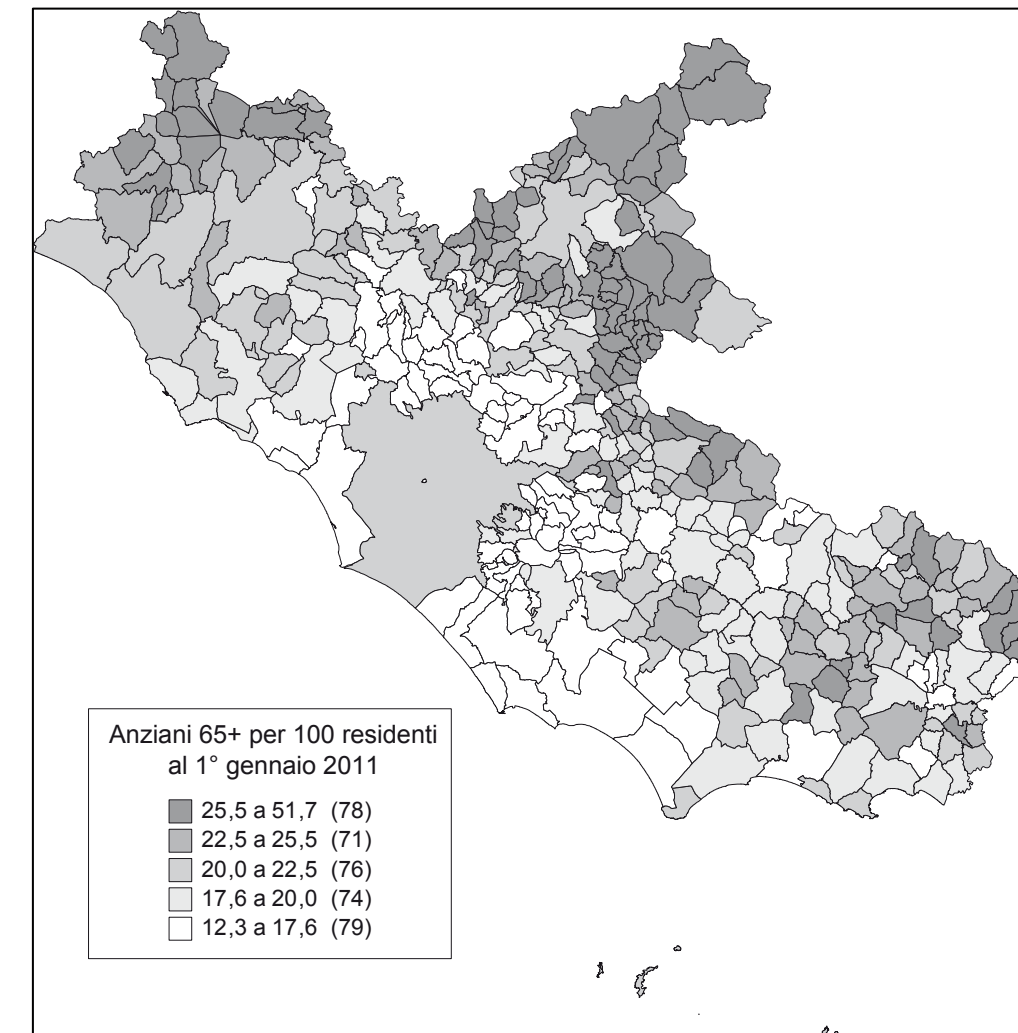 Anziani 65+ per 100 residenti
al 1° gennaio 2011
25,5 a 51,7 (78)
22,5 a 25,5 (71)
20,0 a 22,5 (76)
17,6 a 20,0 (74)
12,3 a 17,6 (79)